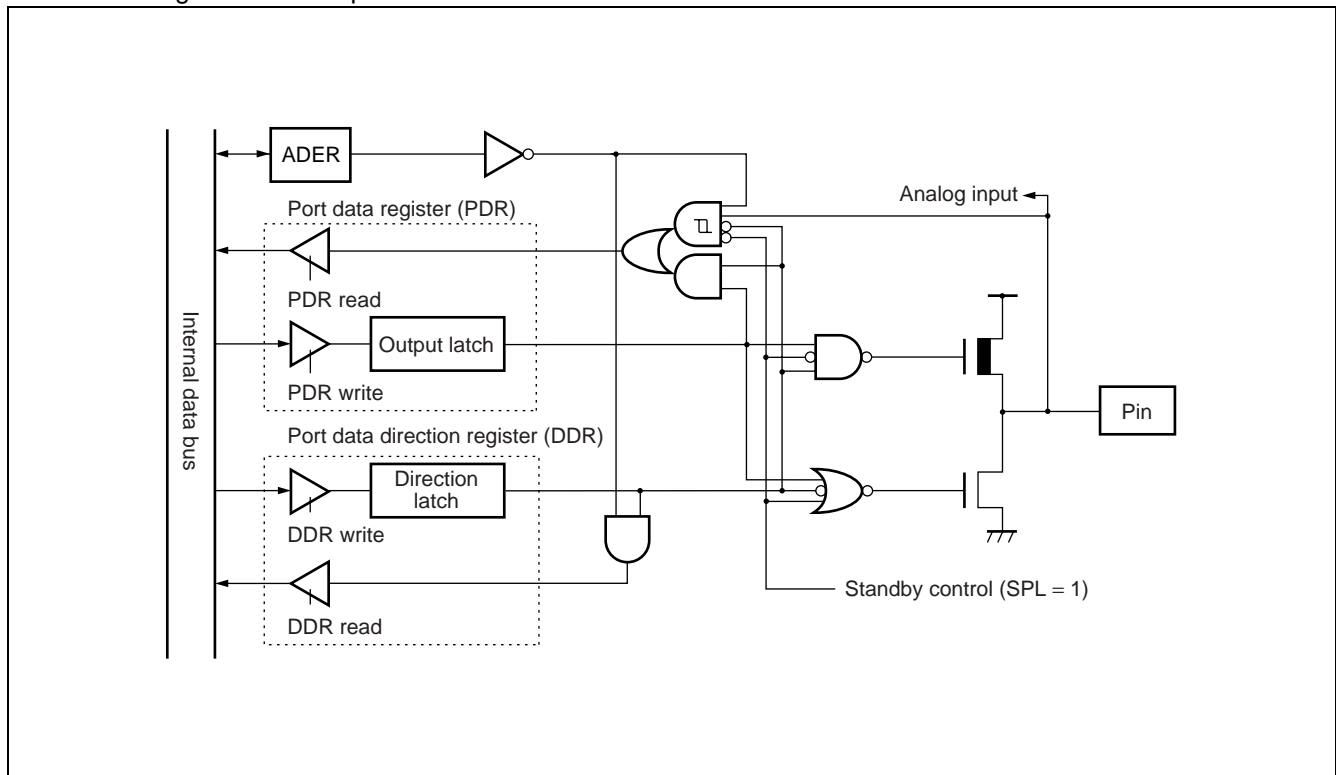 ADER
Analog input
Port data register (PDR)
PDR read
Output latch
PDR write
Internal data bus
Pin
Port data direction register (DDR)
Direction
latch
DDR write
Standby control (SPL = 1)
DDR read